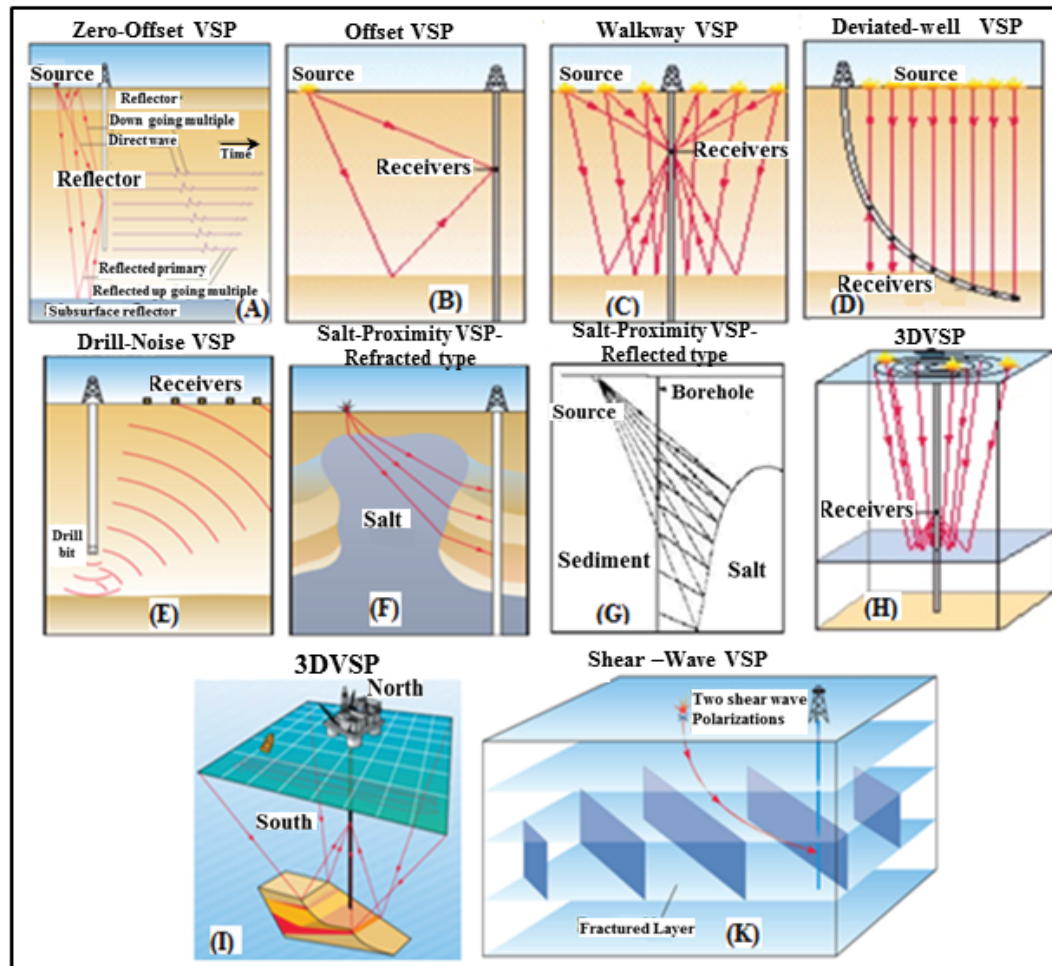 Zero-Offset VSP
Source
Reflector
Down going multiple
Direct wave
Time
Reflector
Reflected primary
Reflected up going multiple
(A)
Subsurface reflector
Offset VSP
Source
Receivers
(B)
Walkway VSP
Source
Receivers
(C)
Deviated-well VSP
Source
Receivers
(D)
Drill-Noise VSP
Receivers
Drill
bit
(E)
Salt-Proximity VSP-
Refracted type
Salt
(F)
Salt-Proximity VSP-
Reflected type
Borehole
Source
Sediment
Salt
(G)
3DVSP
Receivers
(H)
3DVSP
North
South
(I)
Shear –Wave VSP
Two shear wave
Polarizations
Fractured Layer
(K)